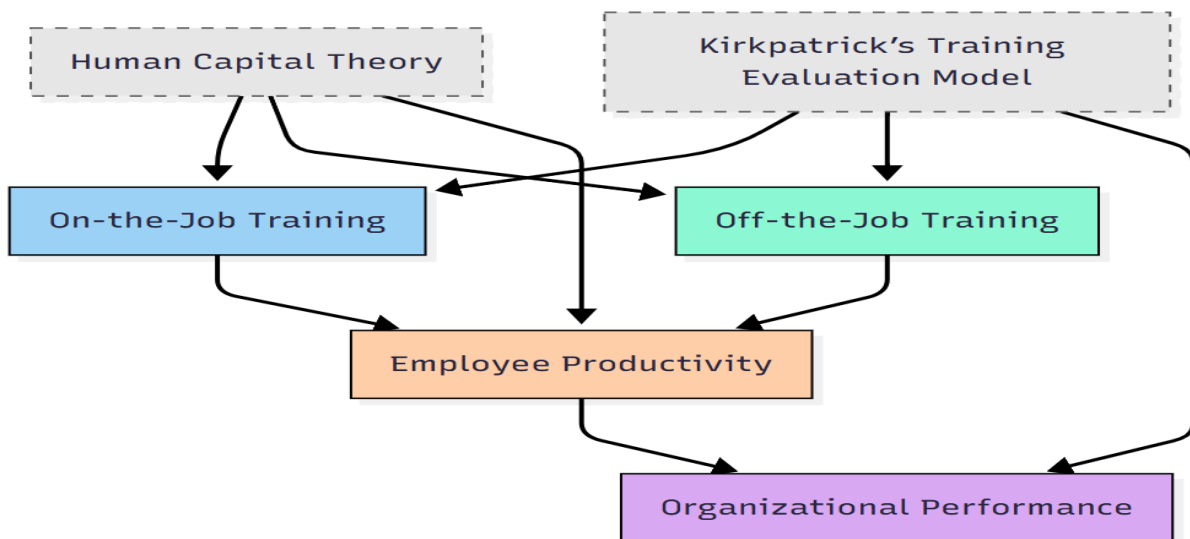 Human Capital Theory
Kirkpatrick's Training
Evaluation Model
On-the-Job Training
Off-the-Job Training
Employee Productivity
Organizational Performance